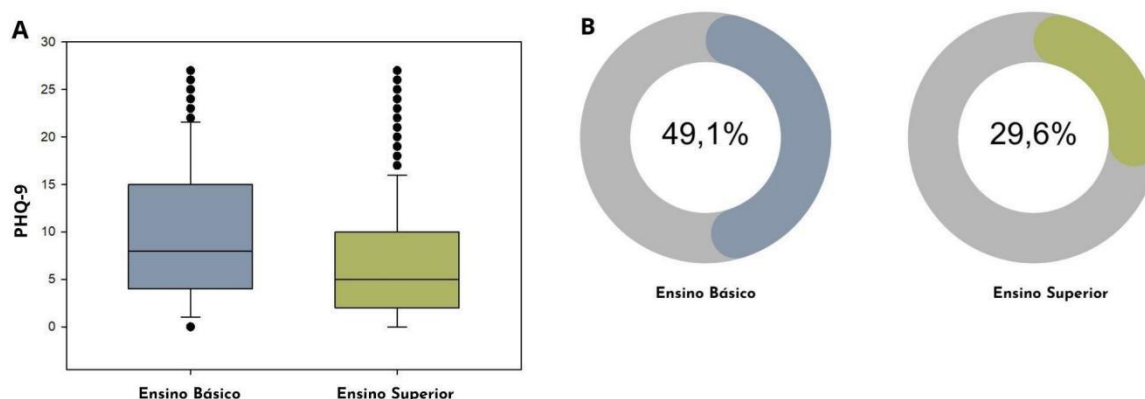 A
PHQ-9
30
25
20
15
10
5
0
Ensino Básico
Ensino Superior
B
49,1%
29,6%
Ensino Básico
Ensino Superior